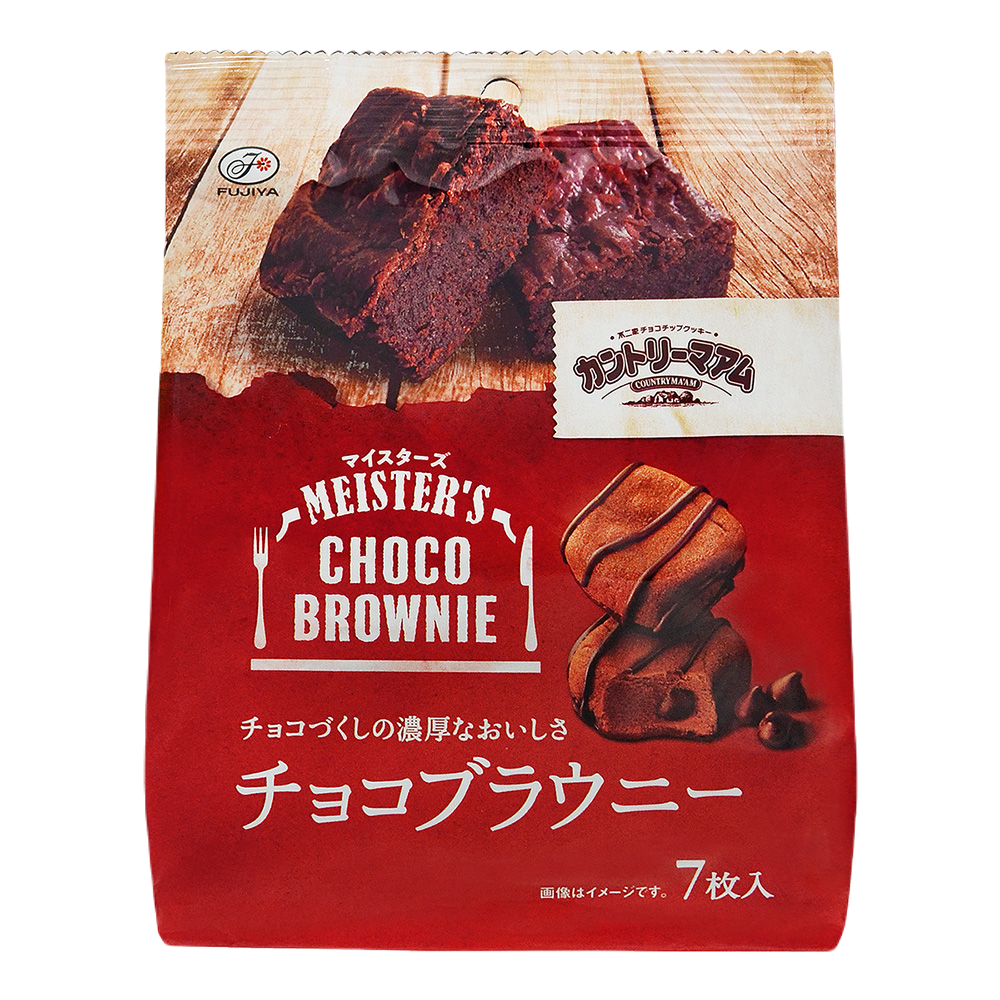 FUJIYA
・不二家チョコチップクッキー・
カントリーマアム
COUNTRY MA'AM
マイスターズ
MEISTER'S
CHOCO
BROWNIE
チョコづくしの濃厚なおいしさ
チョコブラウニー
画像はイメージです。
7枚入